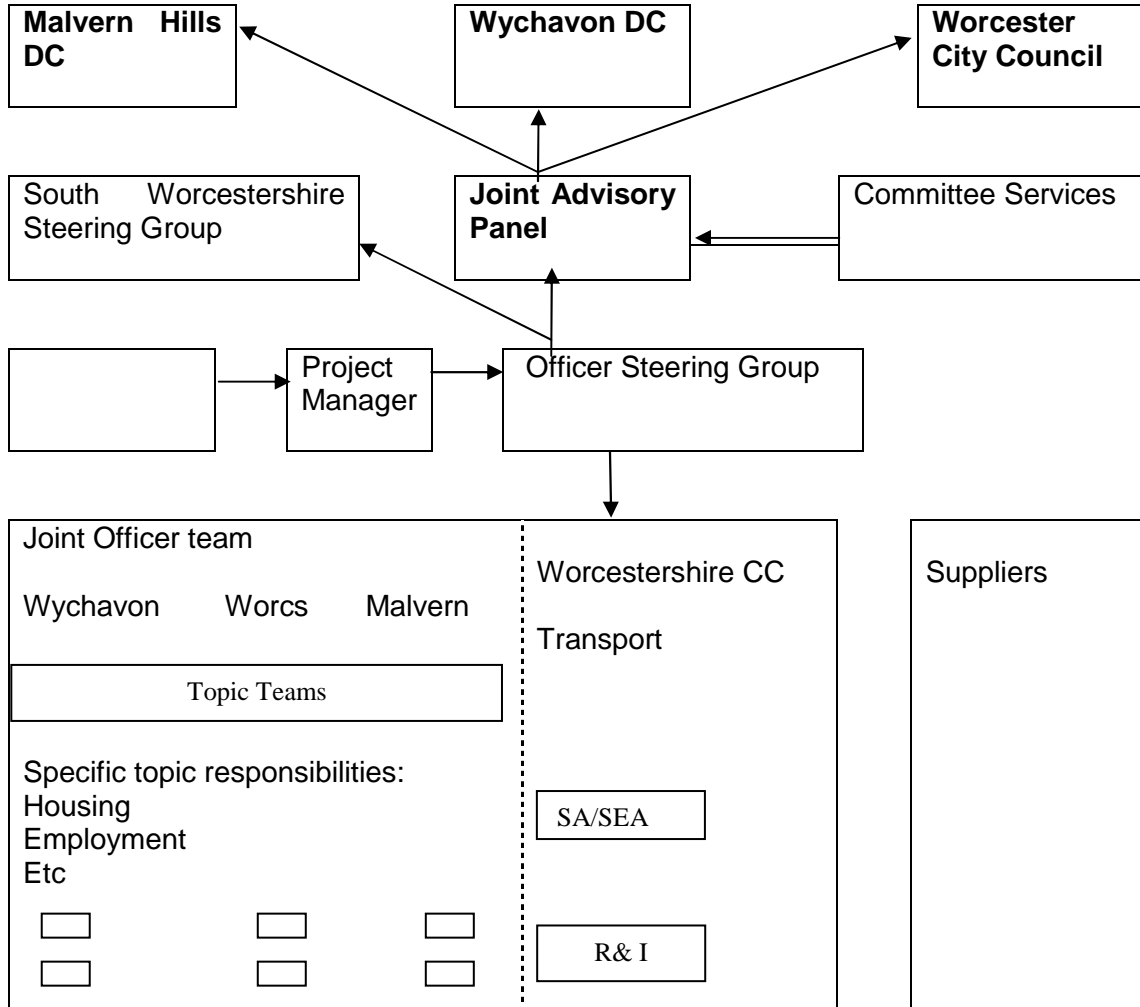 Malvern Hills
DC
Wychavon DC
Worcester
City Council
South Worcestershire
Steering Group
Joint Advisory
Panel
Committee Services
Project
Manager
Officer Steering Group
Joint Officer team
Wychavon Worcs Malvern
Topic Teams
Specific topic responsibilities:
Housing
Employment
Etc
Worcestershire CC
Transport
SA/SEA
R& I
Suppliers